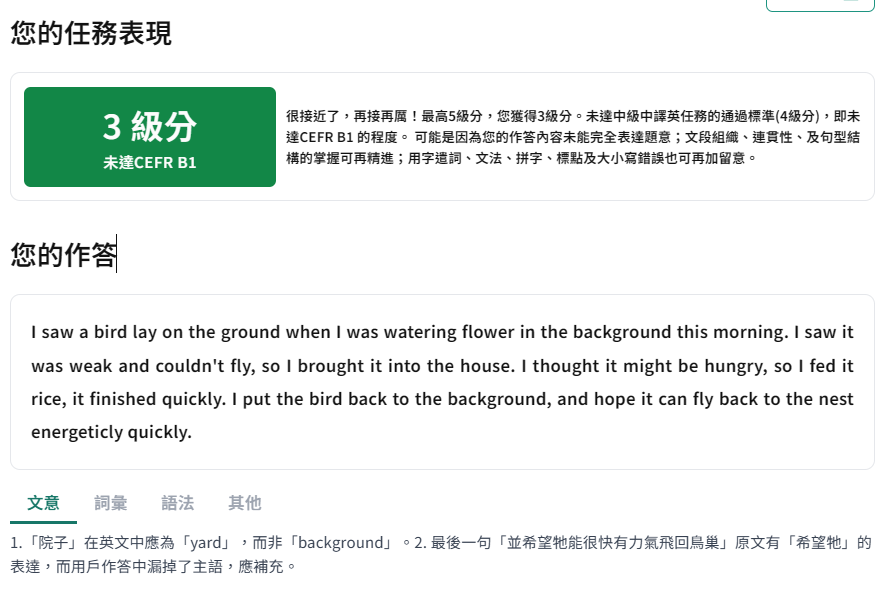 您的任務表現
3 級分
未達CEFR B1
很接近了，再接再厲！最高5級分，您獲得3級分。未達中級中譯英任務的通過標準(4級分)，即未
達CEFR B1 的程度。 可能是因為您的作答內容未能完全表達題意；文段組織、連貫性、及句型結
構的掌握可再精進；用字遣詞、文法、拼字、標點及大小寫錯誤也可再加留意。
您的作答
I saw a bird lay on the ground when I was watering flower in the background this morning. I saw it
was weak and couldn't fly, so I brought it into the house. I thought it might be hungry, so I fed it
rice, it finished quickly. I put the bird back to the background, and hope it can fly back to the nest
energeticly quickly.
文意 詞彙 語法 其他
1.「院子」在英文中應為「yard」，而非「background」。2. 最後一句「並希望牠能很快有力氣飛回鳥巢」原文有「希望牠」的
表達，而用戶作答中漏掉了主語，應補充。